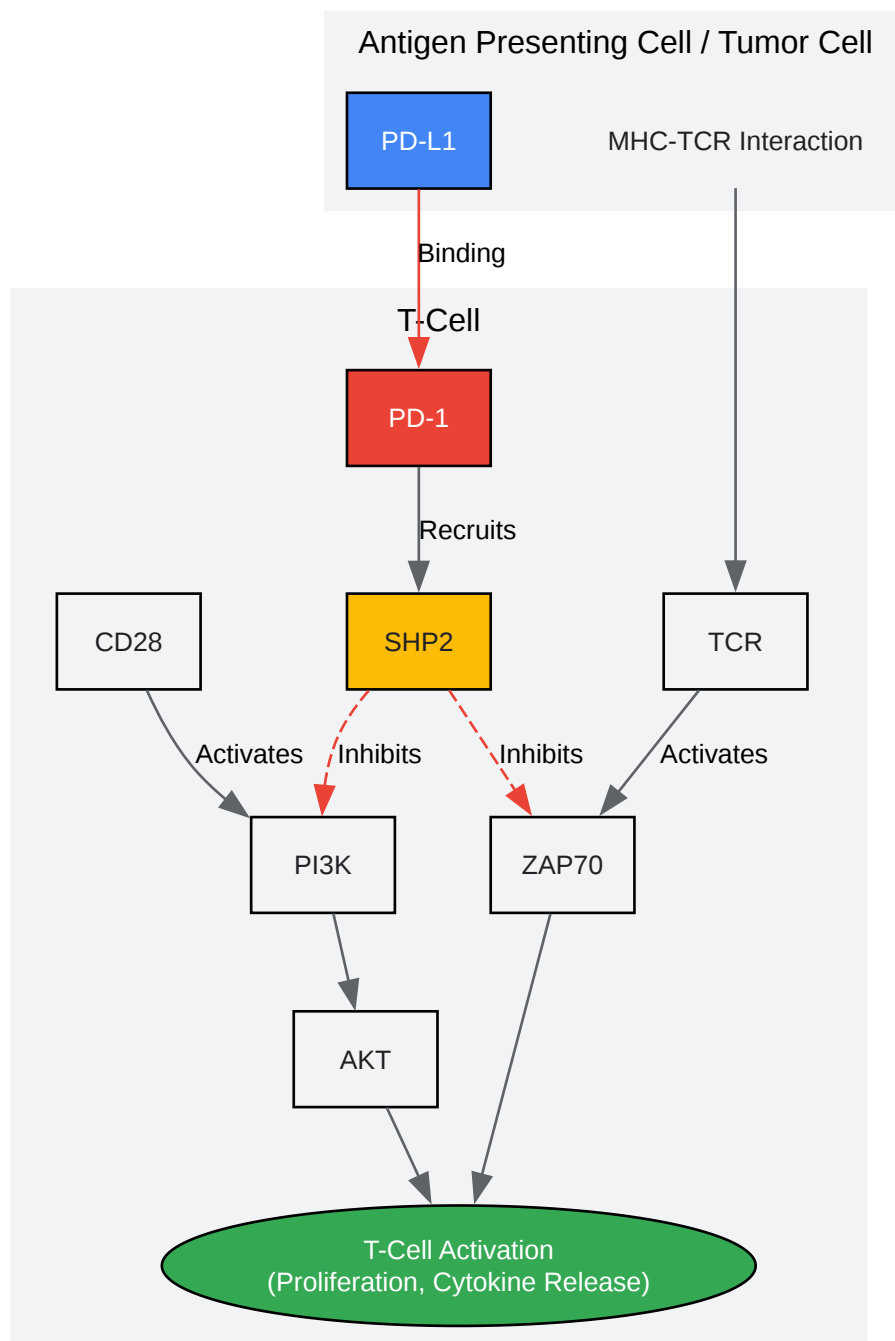 Antigen Presenting Cell / Tumor Cell
PD-L1
MHC-TCR Interaction
Binding
T-Cell
PD-1
Recruits
CD28
SHP2
TCR
Activates
Inhibits
Inhibits
Activates
PI3K
ZAP70
AKT
T-Cell Activation
(Proliferation, Cytokine Release)